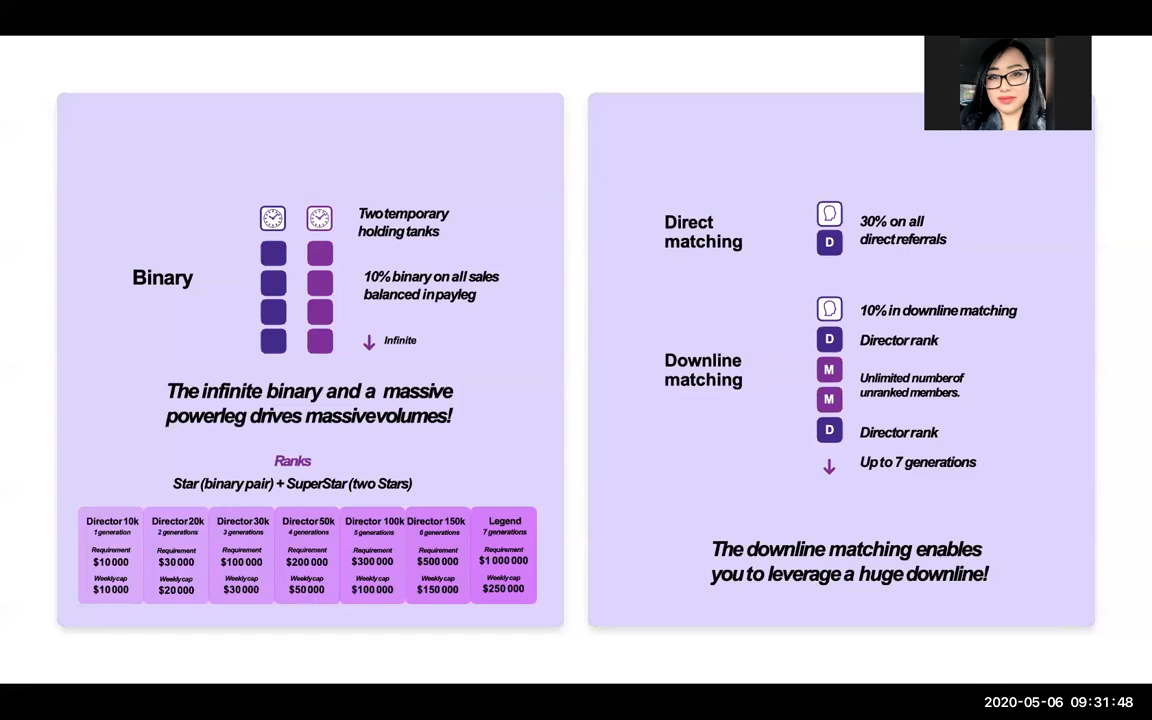 Binary
Two temporary
holding tanks
10% binary on all sales
balanced in payleg
Infinite
The infinite binary and a massive
powerleg drives massive volumes!
Ranks
Star (binary pair) + SuperStar (two Stars)
Director 10k
1 generation
Requirement
$10 000
Weekly cap
$10 000
Director 20k
2 generations
Requirement
$30 000
Weekly cap
$20 000
Director 30k
3 generations
Requirement
$100 000
Weekly cap
$30 000
Director 50k
4 generations
Requirement
$200 000
Weekly cap
$50 000
Director 100k
5 generations
Requirement
$300 000
Weekly cap
$100 000
Director 150k
6 generations
Requirement
$500 000
Weekly cap
$150 000
Legend
7 generations
Requirement
$1 000 000
Weekly cap
$250 000
Direct
matching
D
30% on all
direct referrals
Downline
matching
10% in downline matching
D
Director rank
M
M
Unlimited number of
unranked members.
D
Director rank
Up to 7 generations
The downline matching enables
you to leverage a huge downline!
2020-05-06 09:31:48